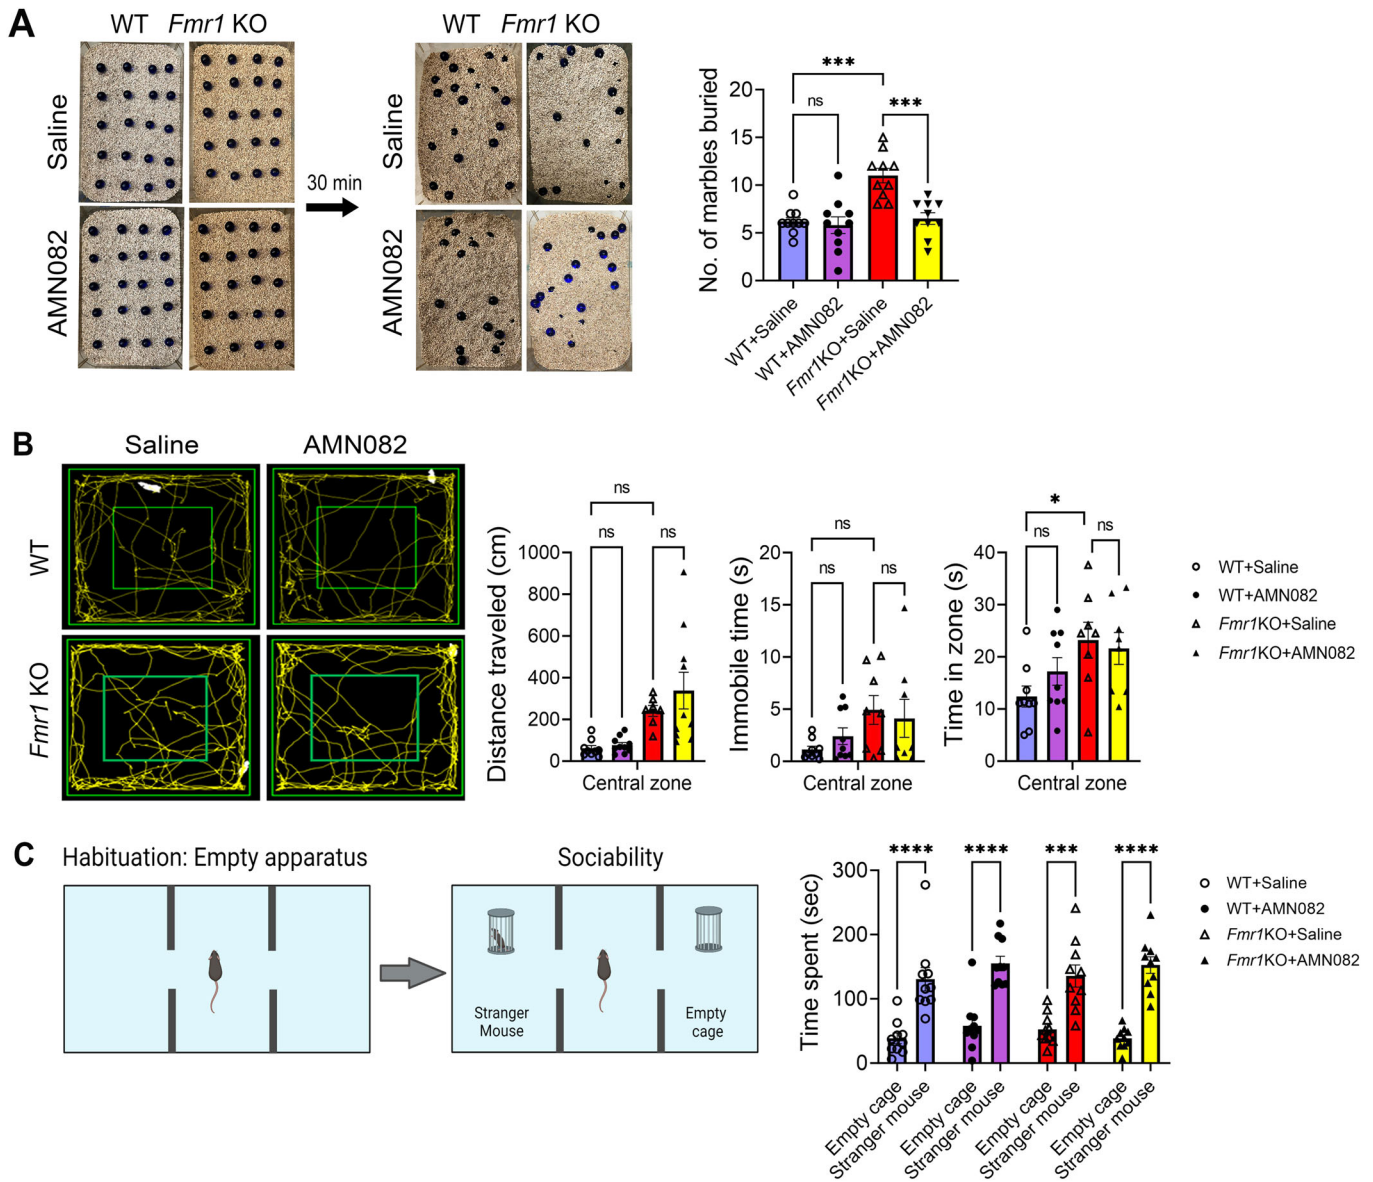 A
WT Fmr1 KO
WT Fmr1 KO
Saline
AMN082
30 min
Saline
AMN082
No. of marbles buried
20
15
10
5
0
ns
***
***
WT+Saline
WT+AMN082
Fmr1KO+Saline
Fmr1KO+AMN082
B
Saline AMN082
WT
Fmr1 KO
Distance traveled (cm)
1000
800
600
400
200
0
ns
ns
ns
Central zone
Immobile time (s)
20
15
10
5
0
ns
ns
ns
Central zone
Time in zone (s)
40
30
20
10
0
*
ns
ns
Central zone
WT+Saline
WT+AMN082
Fmr1KO+Saline
Fmr1KO+AMN082
C
Habituation: Empty apparatus
Sociability
Stranger
Mouse
Empty
cage
Time spent (sec)
300
200
100
0
**** **** *** ****
Empty cage
Stranger mouse
Empty cage
Stranger mouse
Empty cage
Stranger mouse
Empty cage
Stranger mouse
WT+Saline
WT+AMN082
Fmr1KO+Saline
Fmr1KO+AMN082